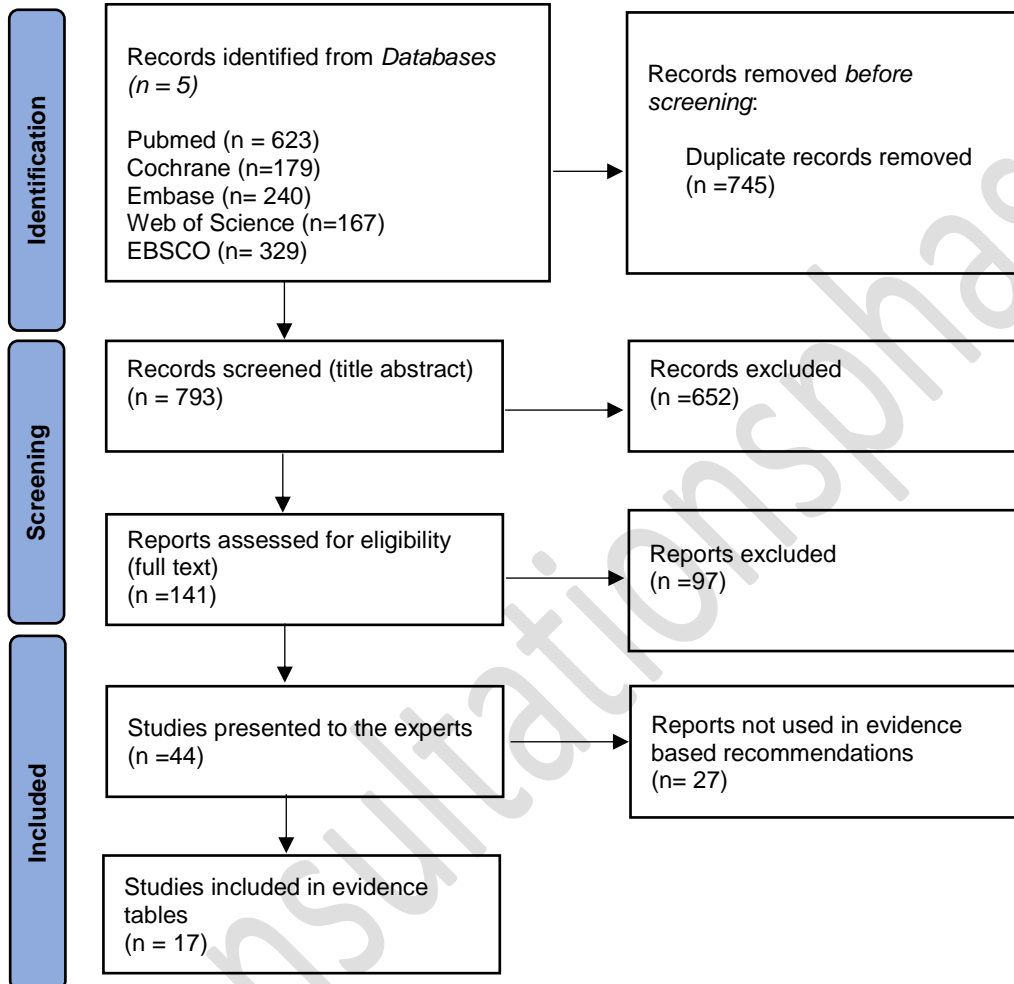 Identification
Records identified from Databases
(n = 5)
Pubmed (n = 623)
Cochrane (n=179)
Embase (n= 240)
Web of Science (n=167)
EBSCO (n= 329)
Records removed before
screening:
Duplicate records removed
(n =745)
Screening
Records screened (title abstract)
(n = 793)
Records excluded
(n =652)
Reports assessed for eligibility
(full text)
(n =141)
Reports excluded
(n =97)
Included
Studies presented to the experts
(n =44)
Reports not used in evidence
based recommendations
(n= 27)
Studies included in evidence
tables
(n = 17)
nsultationsphas